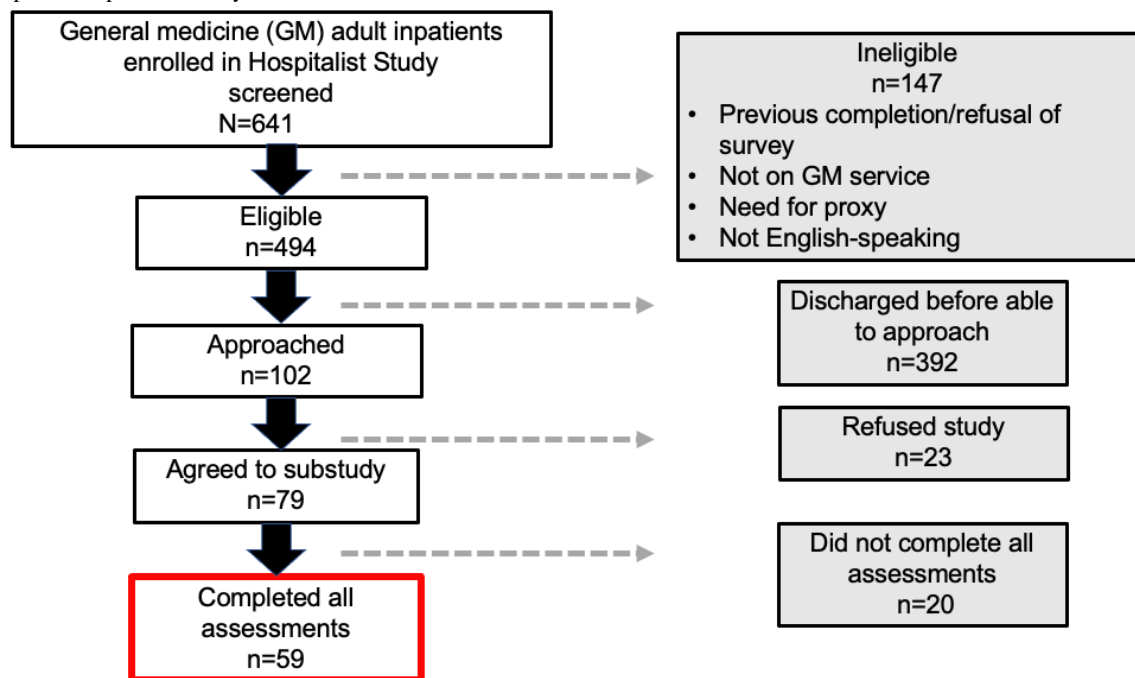 General medicine (GM) adult inpatients
enrolled in Hospitalist Study
screened
N=641
Ineligible
n=147
• Previous completion/refusal of
survey
• Not on GM service
• Need for proxy
• Not English-speaking
Eligible
n=494
Discharged before able
to approach
n=392
Approached
n=102
Refused study
n=23
Agreed to substudy
n=79
Did not complete all
assessments
n=20
Completed all
assessments
n=59